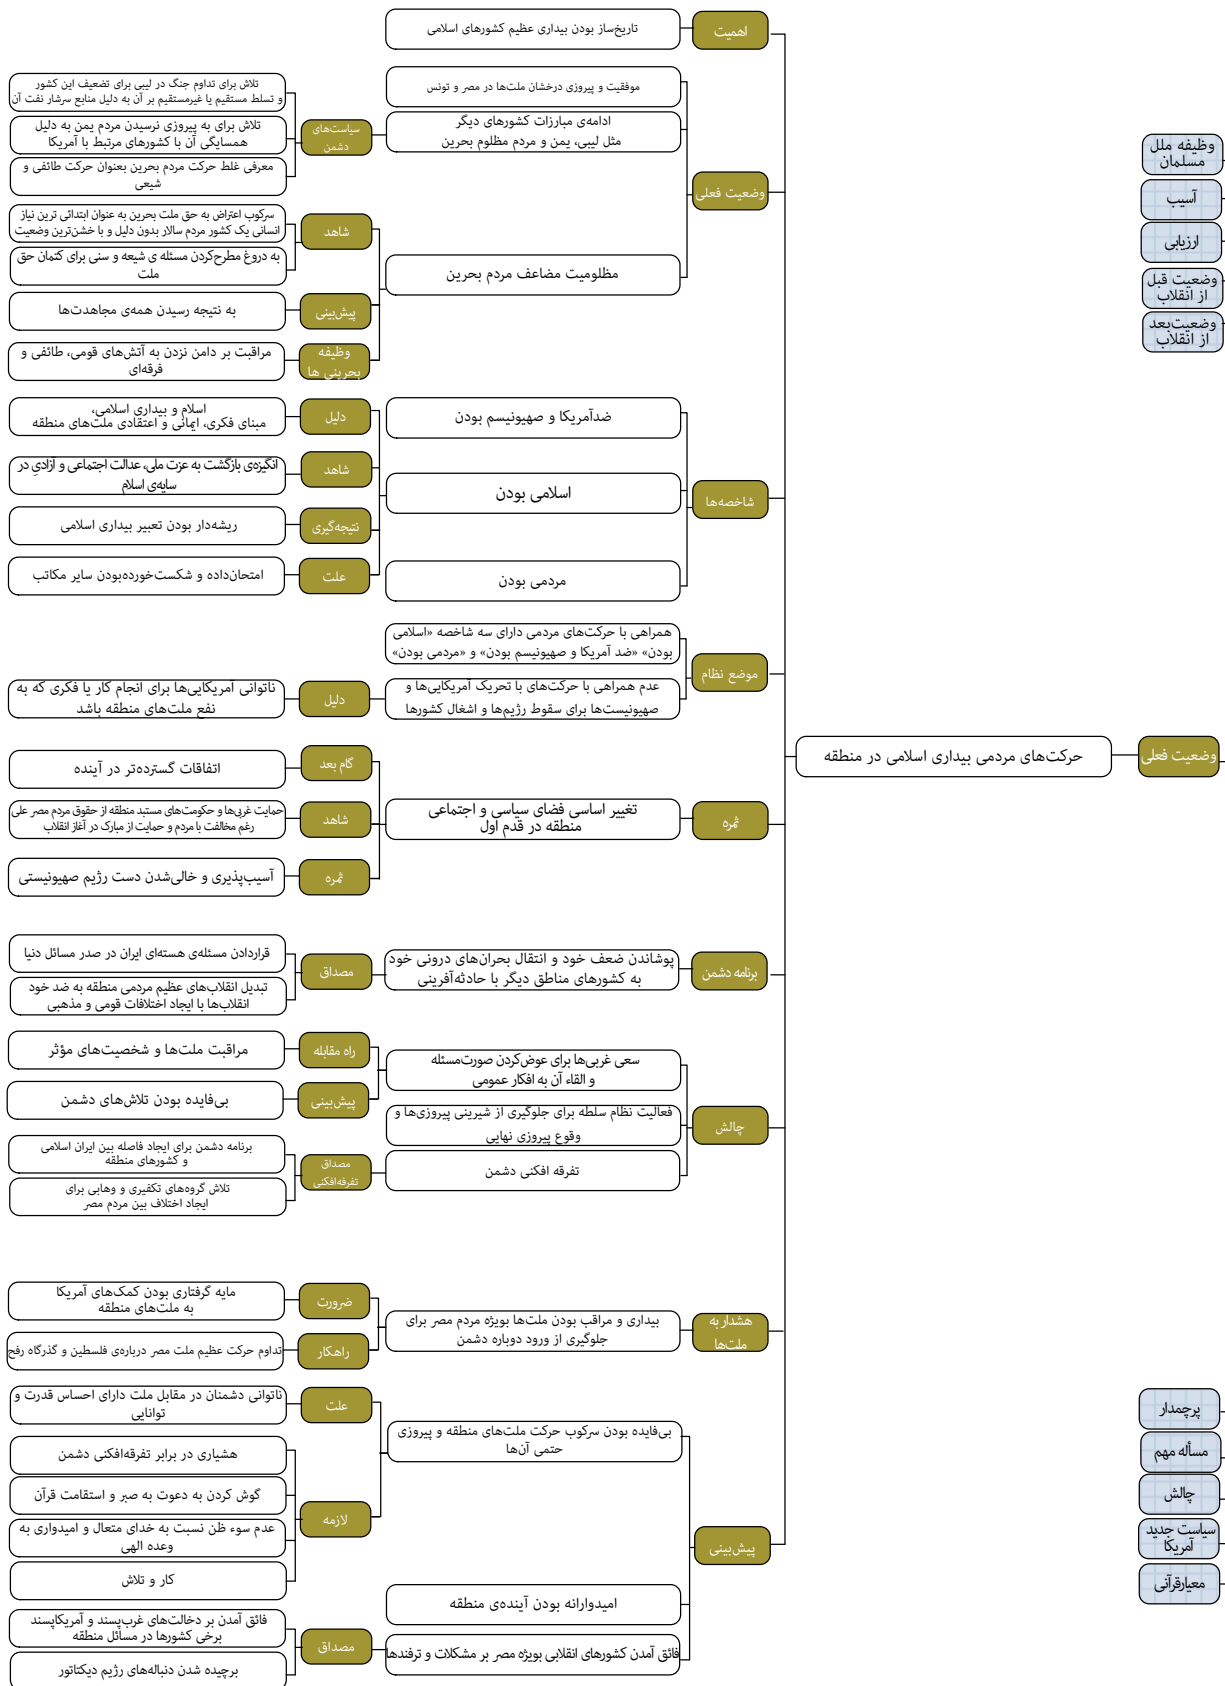 وظیفه ملل
مسلمان
آسیب
ارزیابی
وضعیت قبل
از انقلاب
وضعیت بعد
از انقلاب
وضعیت فعلی
پرچمدار
مسأله مهم
چالش
سیاست جدید
آمریکا
معیارقرآنی
حرکت‌های مردمی بیداری اسلامی در منطقه
اهمیت
تاریخ‌ساز بودن بیداری عظیم کشورهای اسلامی
وضعیت فعلی
موفقیت و پیروزی درخشان ملت‌ها در مصر و تونس
ادامه‌ی مبارزات کشورهای دیگر
مثل لیبی، یمن و مردم مظلوم بحرین
سیاست‌های
دشمن
تلاش برای تداوم جنگ در لیبی برای تضعیف این کشور
و تسلط مستقیم یا غیرمستقیم بر آن به دلیل منابع سرشار نفت آن
تلاش برای به پیروزی نرسیدن مردم یمن به دلیل
همسایگی آن با کشورهای مرتبط با آمریکا
معرفی غلط حرکت مردم بحرین بعنوان حرکت طائفی و
شیعی
مظلومیت مضاعف مردم بحرین
شاهد
سرکوب اعتراض به حق ملت بحرین به عنوان ابتدائی ترین نیاز
انسانی یک کشور مردم سالار بدون دلیل و با خشن‌ترین وضعیت
به دروغ مطرح‌کردن مسئله ی شیعه و سنی برای کتمان حق
ملت
پیش‌بینی
به نتیجه رسیدن همه‌ی مجاهدت‌ها
وظیفه
بحرینی ها
مراقبت بر دامن نزدن به آتش‌های قومی، طائفی و
فرقه‌ای
شاخصه‌ها
ضدآمریکا و صهیونیسم بودن
اسلامی بودن
دلیل
اسلام و بیداری اسلامی،
مبنای فکری، ایمانی و اعتقادی ملت‌های منطقه
شاهد
انگیزه‌ی بازگشت به عزت ملی، عدالت اجتماعی و آزادیِ در
سایه‌ی اسلام
نتیجه‌گیری
ریشه‌دار بودن تعبیر بیداری اسلامی
علت
امتحان‌داده و شکست‌خورده‌بودن سایر مکاتب
مردمی بودن
موضع نظام
همراهی با حرکت‌های مردمی دارای سه شاخصه «اسلامی
بودن» «ضد آمریکا و صهیونیسم بودن» و «مردمی بودن»
عدم همراهی با حرکت‌های با تحریک آمریکایی‌ها و
صهیونیست‌ها برای سقوط رژیم‌ها و اشغال کشورها
دلیل
ناتوانی آمریکایی‌ها برای انجام کار یا فکری که به
نفع ملت‌های منطقه باشد
ثمره
تغییر اساسی فضای سیاسی و اجتماعی
منطقه در قدم اول
گام بعد
اتفاقات گسترده‌تر در آینده
شاهد
حمایت غربی‌ها و حکومت‌های مستبد منطقه از حقوق مردم مصر علی
رغم مخالفت با مردم و حمایت از مبارک در آغاز انقلاب
ثمره
آسیب‌پذیری و خالی‌شدن دست رژیم صهیونیستی
برنامه دشمن
پوشاندن ضعف خود و انتقال بحران‌های درونی خود
به کشورهای مناطق دیگر با حادثه‌آفرینی
مصداق
قراردادن مسئله‌ی هسته‌ای ایران در صدر مسائل دنیا
تبدیل انقلاب‌های عظیم مردمی منطقه به ضد خود
انقلاب‌ها با ایجاد اختلافات قومی و مذهبی
چالش
سعی غربی‌ها برای عوض‌کردن صورت‌مسئله
و القاء آن به افکار عمومی
راه مقابله
مراقبت ملت‌ها و شخصیت‌های مؤثر
پیش‌بینی
بی‌فایده بودن تلاش‌های دشمن
فعالیت نظام سلطه برای جلوگیری از شیرینی پیروزی‌ها و
وقوع پیروزی نهایی
تفرقه افکنی دشمن
مصداق
تفرفه‌افکنی
برنامه دشمن برای ایجاد فاصله بین ایران اسلامی
و کشورهای منطقه
تلاش گروه‌های تکفیری و وهابی برای
ایجاد اختلاف بین مردم مصر
هشدار به
ملت‌ها
بیداری و مراقب بودن ملت‌ها بویژه مردم مصر برای
جلوگیری از ورود دوباره دشمن
ضرورت
مایه گرفتاری بودن کمک‌های آمریکا
به ملت‌های منطقه
راهکار
تداوم حرکت عظیم ملت مصر درباره‌ی فلسطین و گذرگاه رفح
پیش‌بینی
بی‌فایده بودن سرکوب حرکت ملت‌های منطقه و پیروزی
حتمی آن‌ها
علت
ناتوانی دشمنان در مقابل ملت دارای احساس قدرت و
توانایی
لازمه
هشیاری در برابر تفرقه‌افکنی دشمن
گوش کردن به دعوت به صبر و استقامت قرآن
عدم سوء ظن نسبت به خدای متعال و امیدواری به
وعده الهی
کار و تلاش
امیدوارانه بودن آینده‌ی منطقه
فائق آمدن کشورهای انقلابی بویژه مصر بر مشکلات و ترفندها
مصداق
فائق آمدن بر دخالت‌های غرب‌پسند و آمریکاپسند
برخی کشورها در مسائل منطقه
برچیده شدن دنباله‌های رژیم دیکتاتور